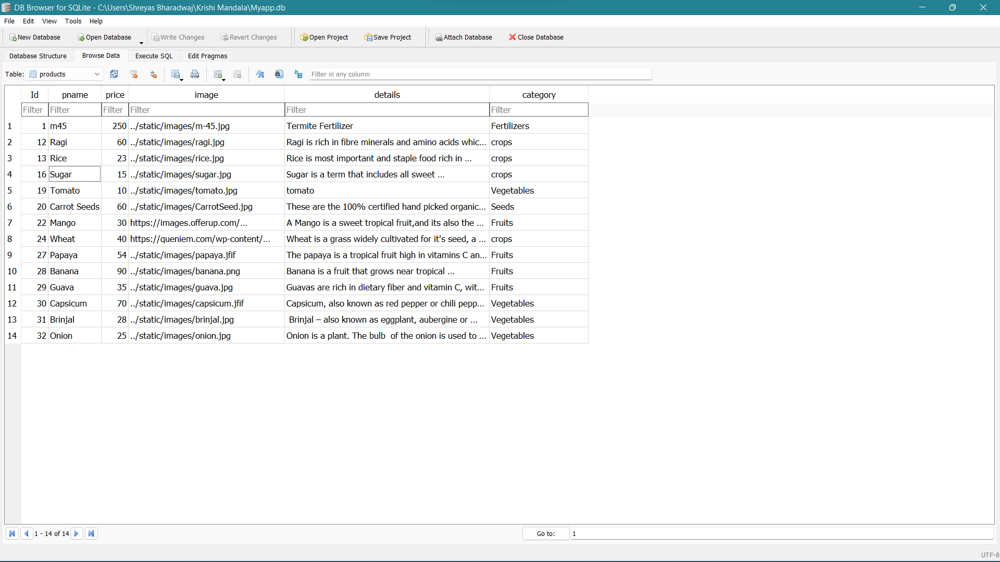 DB Browser for SQLite - C:\Users\Shreyas Bharadwaj\Krishi Mandala\Myapp.db
File Edit View Tools Help
New Database Open Database Write Changes Revert Changes Open Project Save Project Attach Database Close Database
Database Structure Browse Data Execute SQL Edit Pragmas
Table: products Filter in any column
Id pname price image details category
Filter Filter Filter Filter Filter Filter
1 1 m45 250 ../static/images/m-45.jpg Termite Fertilizer Fertilizers
2 12 Ragi 60 ../static/images/ragi.jpg Ragi is rich in fibre minerals and amino acids whic... crops
3 13 Rice 23 ../static/images/rice.jpg Rice is most important and staple food rich in ... crops
4 16 Sugar 15 ../static/images/sugar.jpg Sugar is a term that includes all sweet ... crops
5 19 Tomato 10 ../static/images/tomato.jpg tomato Vegetables
6 20 Carrot Seeds 60 ../static/images/CarrotSeed.jpg These are the 100% certified hand picked organic... Seeds
7 22 Mango 30 https://images.offerup.com/... A Mango is a sweet tropical fruit,and its also the ... Fruits
8 24 Wheat 40 https://queniem.com/wp-content/... Wheat is a grass widely cultivated for it's seed, a ... crops
9 27 Papaya 54 ../static/images/papaya.jfif The papaya is a tropical fruit high in vitamins C an... Fruits
10 28 Banana 90 ../static/images/banana.png Banana is a fruit that grows near tropical ... Fruits
11 29 Guava 35 ../static/images/guava.jpg Guavas are rich in dietary fiber and vitamin C, wit... Fruits
12 30 Capsicum 70 ../static/images/capsicum.jfif Capsicum, also known as red pepper or chili pepp... Vegetables
13 31 Brinjal 28 ../static/images/brinjal.jpg Brinjal – also known as eggplant, aubergine or ... Vegetables
14 32 Onion 25 ../static/images/onion.jpg Onion is a plant. The bulb  of the onion is used to ... Vegetables
1 - 14 of 14 Go to: 1
UTF-8